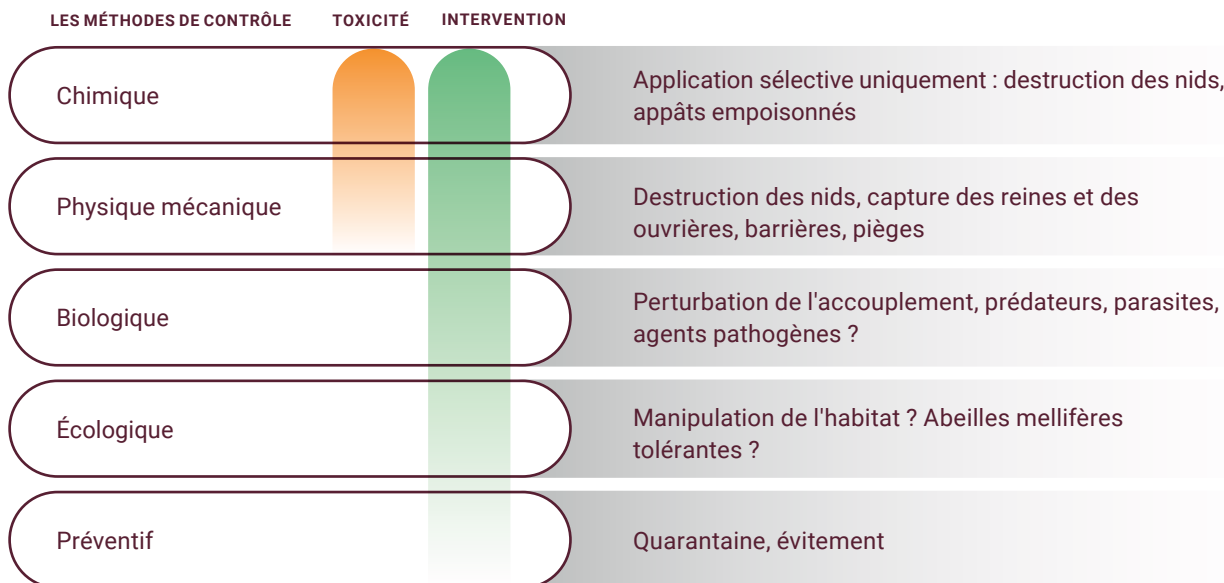 LES MÉTHODES DE CONTRÔLE TOXICITÉ INTERVENTION
Chimique
Application sélective uniquement : destruction des nids,
appâts empoisonnés
Physique mécanique
Destruction des nids, capture des reines et des
ouvrières, barrières, pièges
Biologique
Perturbation de l'accouplement, prédateurs, parasites,
agents pathogènes ?
Écologique
Manipulation de l'habitat ? Abeilles mellifères
tolérantes ?
Préventif
Quarantaine, évitement